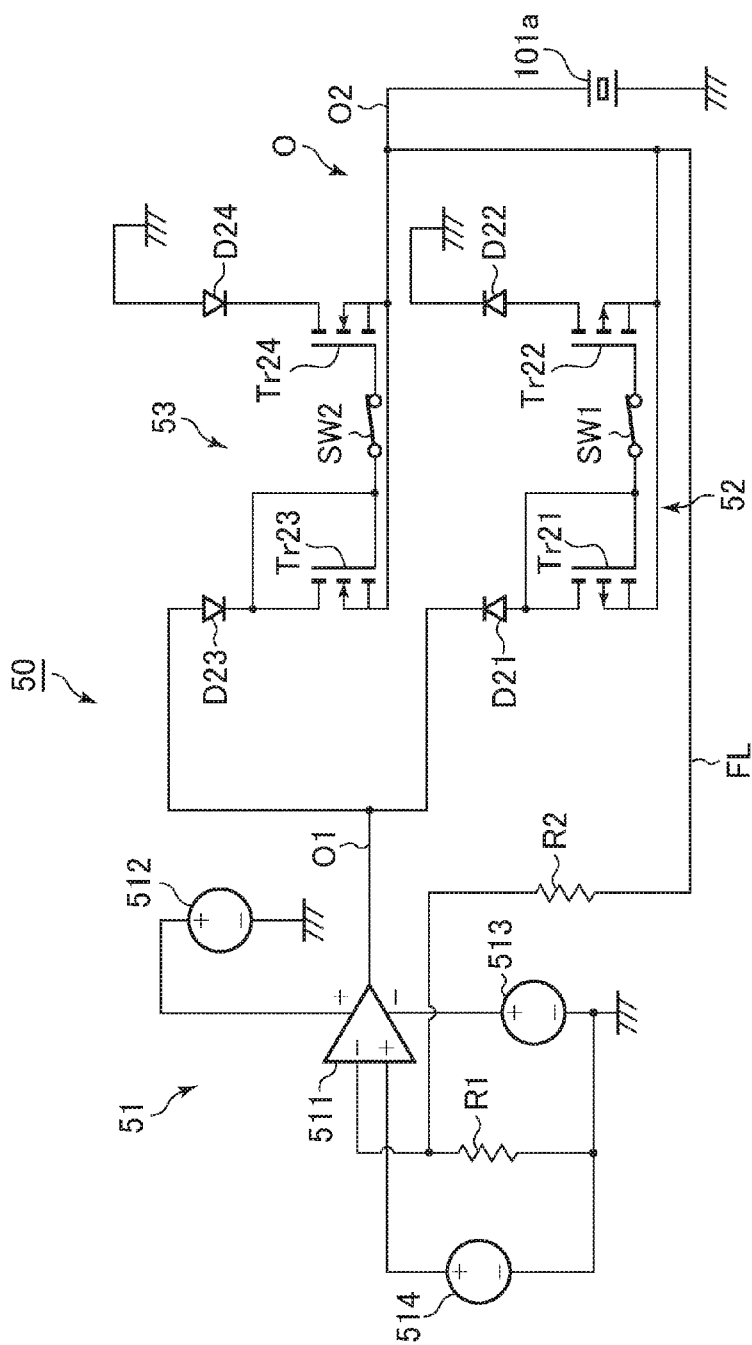 50
51
511
512
513
514
O1
R1
R2
FL
53
D23
Tr23
SW2
Tr24
D24
O
O2
101a
D21
Tr21
SW1
Tr22
D22
52
+
−
+
−
−
+
+
−
+
−